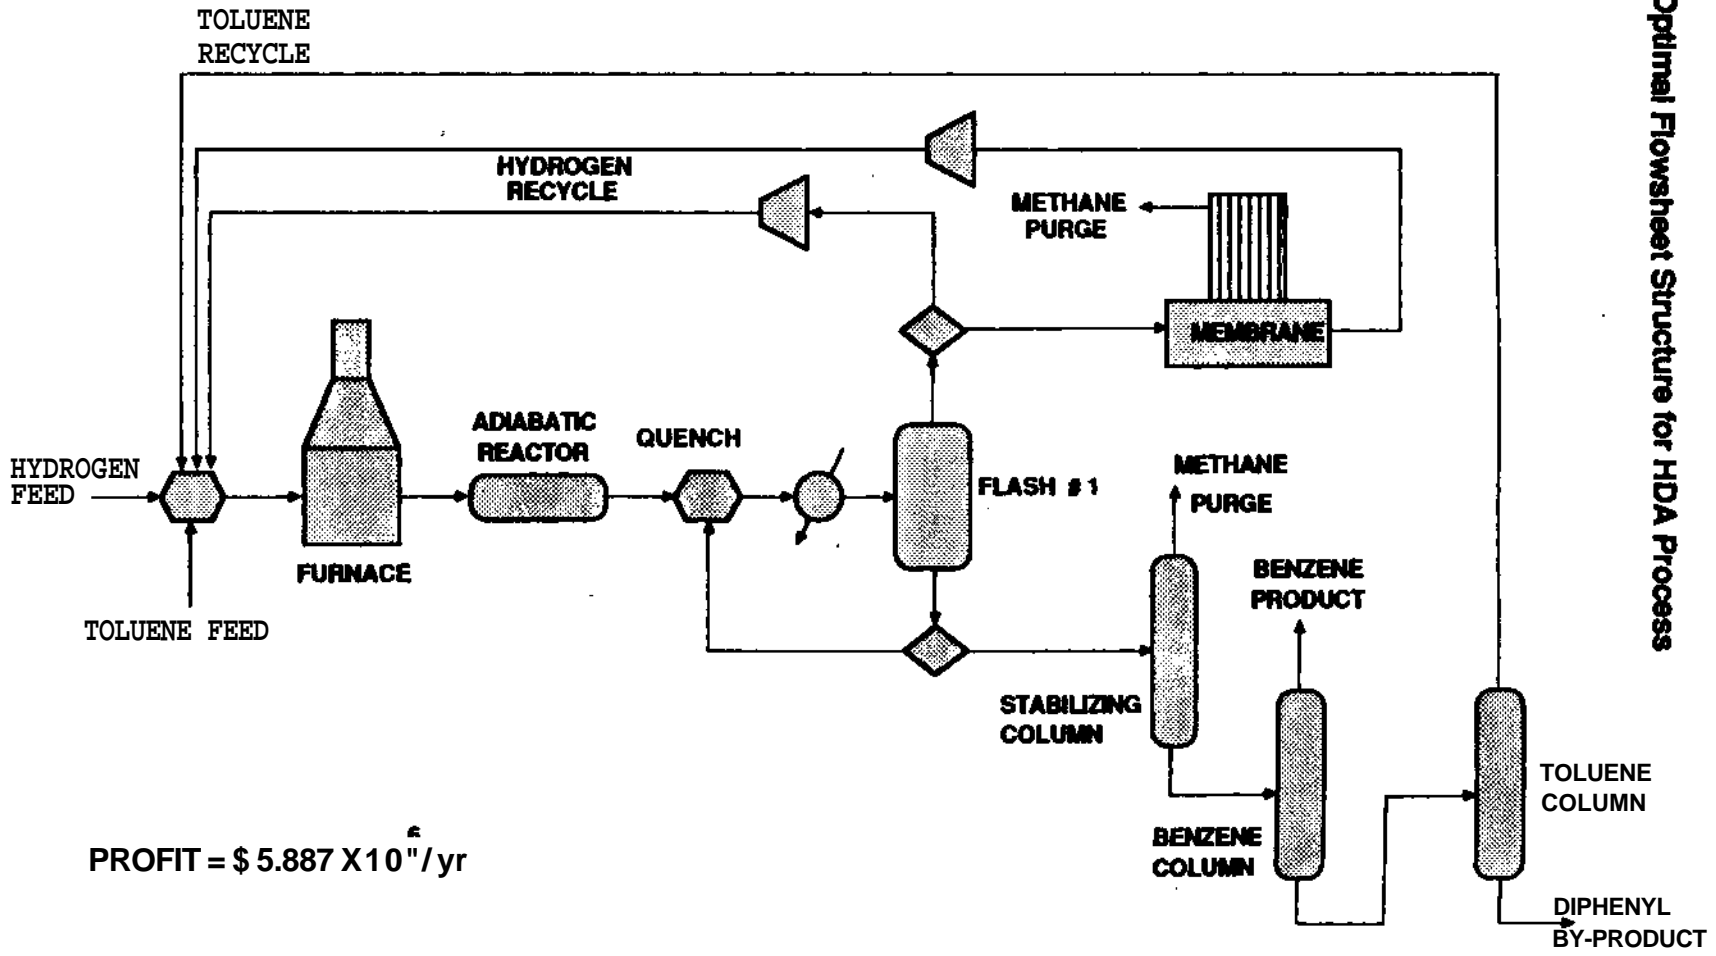 TOLUENE
RECYCLE
HYDROGEN
RECYCLE
METHANE
PURGE
MEMBRANE
ADIABATIC
REACTOR
QUENCH
HYDROGEN
FEED
FLASH # 1
METHANE
PURGE
FURNACE
BENZENE
PRODUCT
TOLUENE FEED
STABILIZING
COLUMN
TOLUENE
COLUMN
BENZENE
COLUMN
PROFIT = $ 5.887 X10⁶"/ yr
DIPHENYL
BY-PRODUCT
Optimal Flowsheet Structure for HDA Process